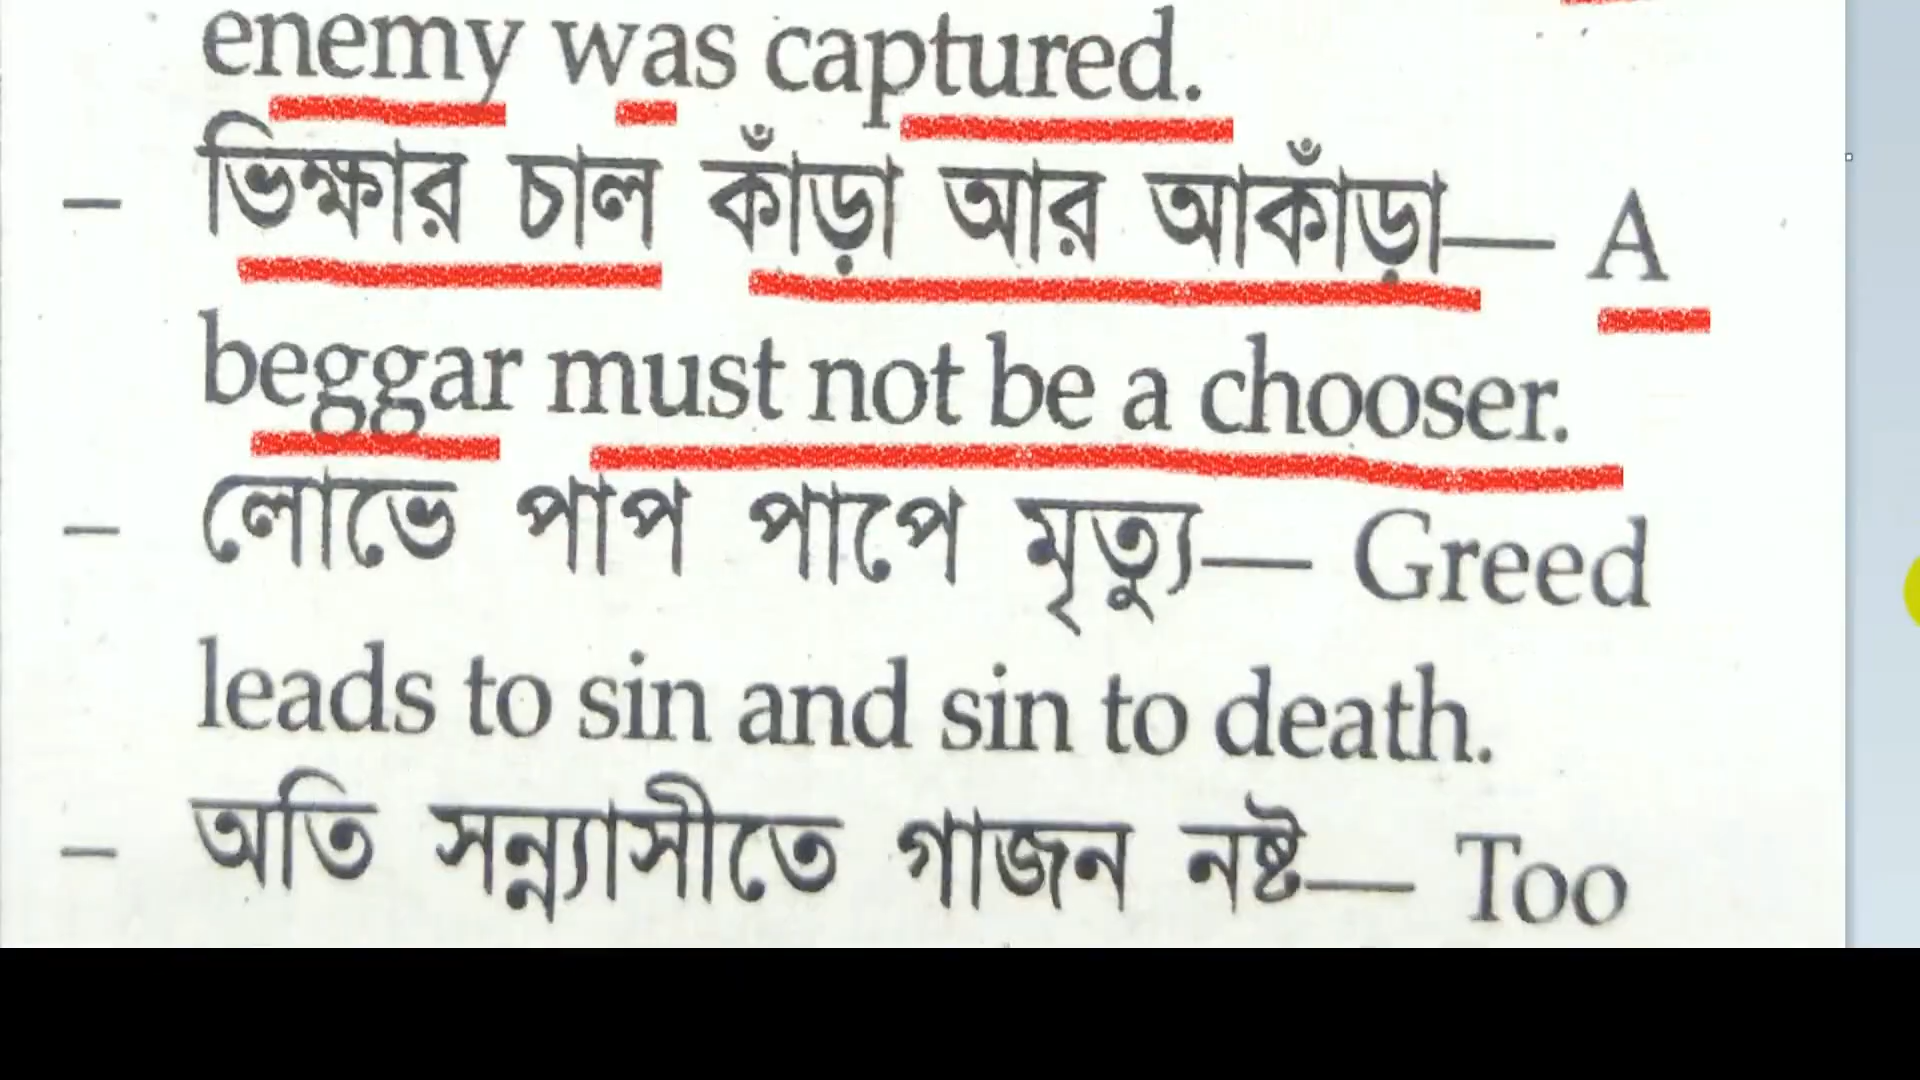 enemy was captured.
– ভিক্ষার চাল কাঁড়া আর আকাঁড়া— A
beggar must not be a chooser.
– লোভে পাপ পাপে মৃত্যু— Greed
leads to sin and sin to death.
– অতি সন্ন্যাসীতে গাজন নষ্ট— Too